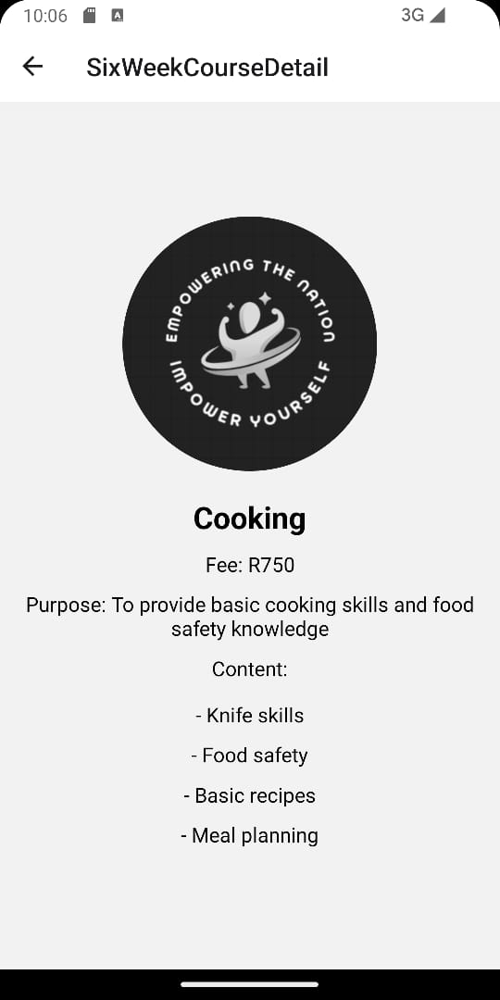 10:06
A
3G
SixWeekCourseDetail
EMPOWERING THE NATION
IMPOWER YOURSELF
Cooking
Fee: R750
Purpose: To provide basic cooking skills and food
safety knowledge
Content:
- Knife skills
- Food safety
- Basic recipes
- Meal planning